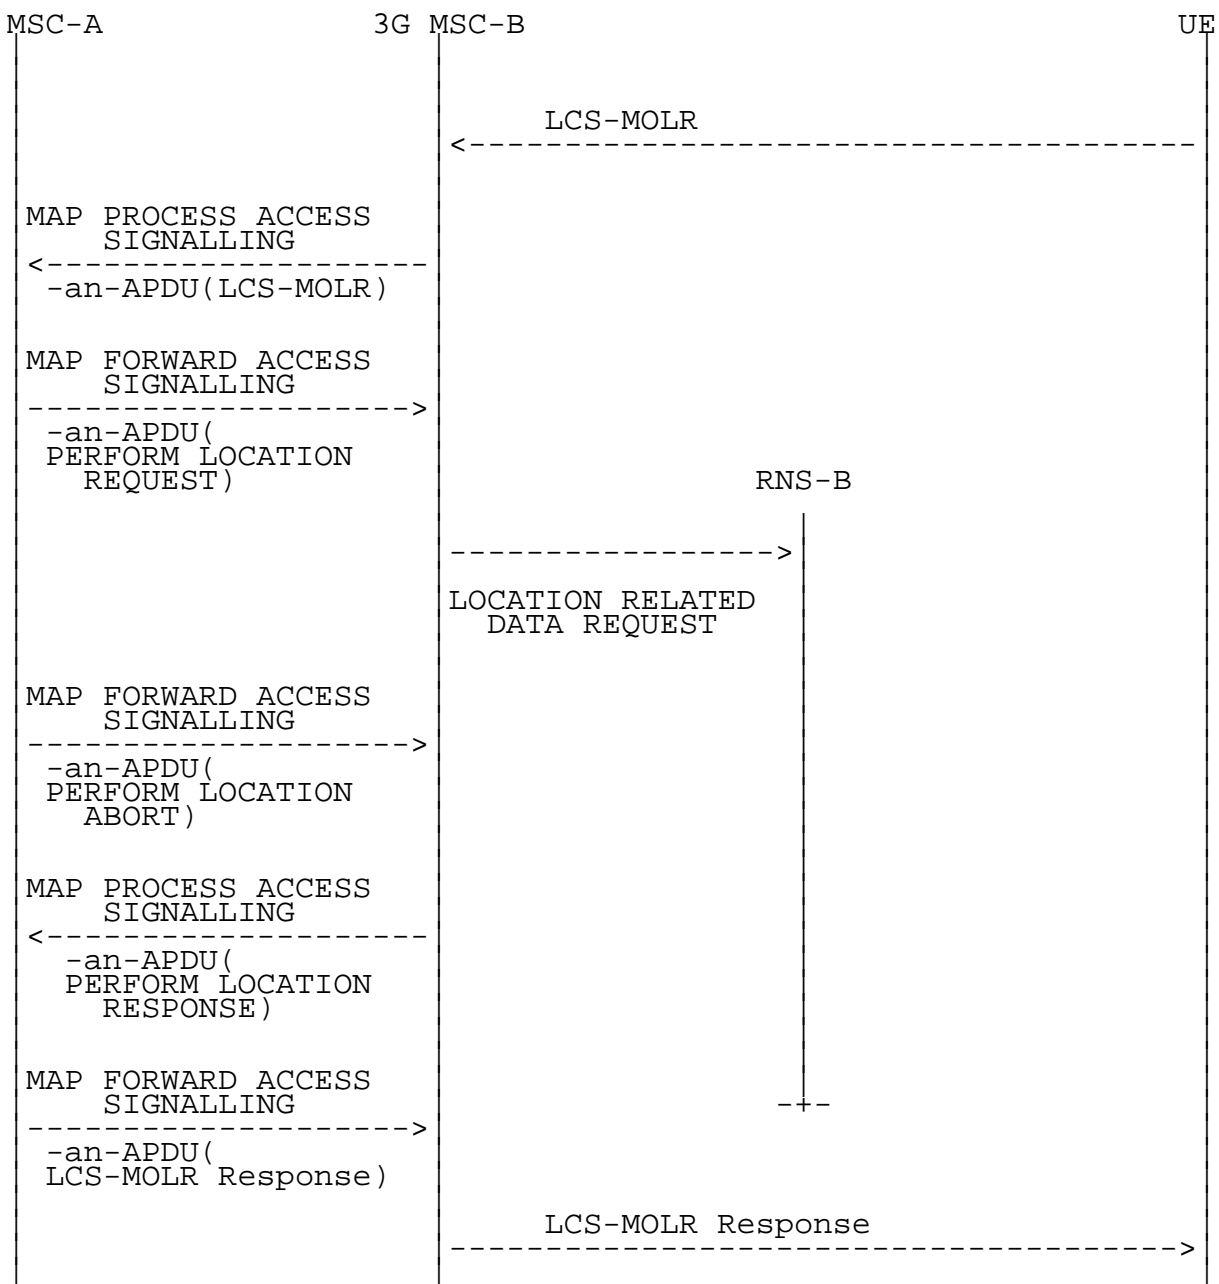 MSC-A 3G MSC-B UE
LCS-MOLR
MAP PROCESS ACCESS
SIGNALLING
-an-APDU(LCS-MOLR)
MAP FORWARD ACCESS
SIGNALLING
-an-APDU(
PERFORM LOCATION
REQUEST)
RNS-B
LOCATION RELATED
DATA REQUEST
MAP FORWARD ACCESS
SIGNALLING
-an-APDU(
PERFORM LOCATION
ABORT)
MAP PROCESS ACCESS
SIGNALLING
-an-APDU(
PERFORM LOCATION
RESPONSE)
MAP FORWARD ACCESS
SIGNALLING
-an-APDU(
LCS-MOLR Response)
LCS-MOLR Response